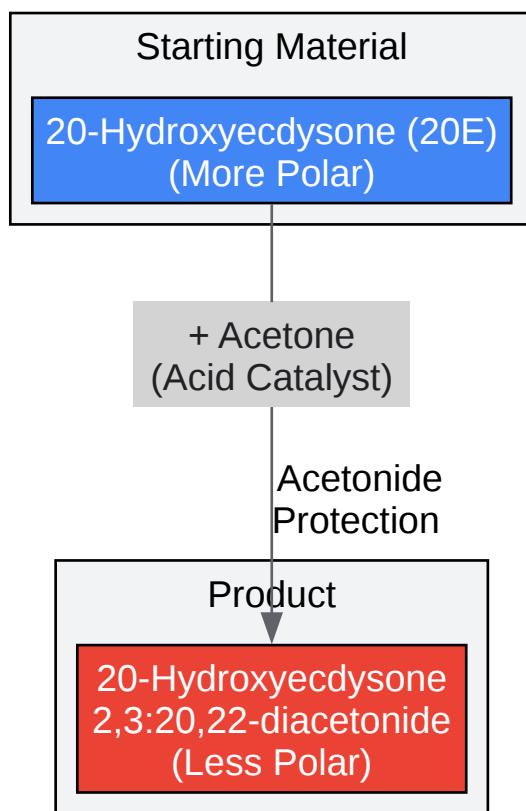 Starting Material
20-Hydroxyecdysone (20E)
(More Polar)
+ Acetone
(Acid Catalyst)
Acetonide
Protection
Product
20-Hydroxyecdysone
2,3:20,22-diacetonide
(Less Polar)